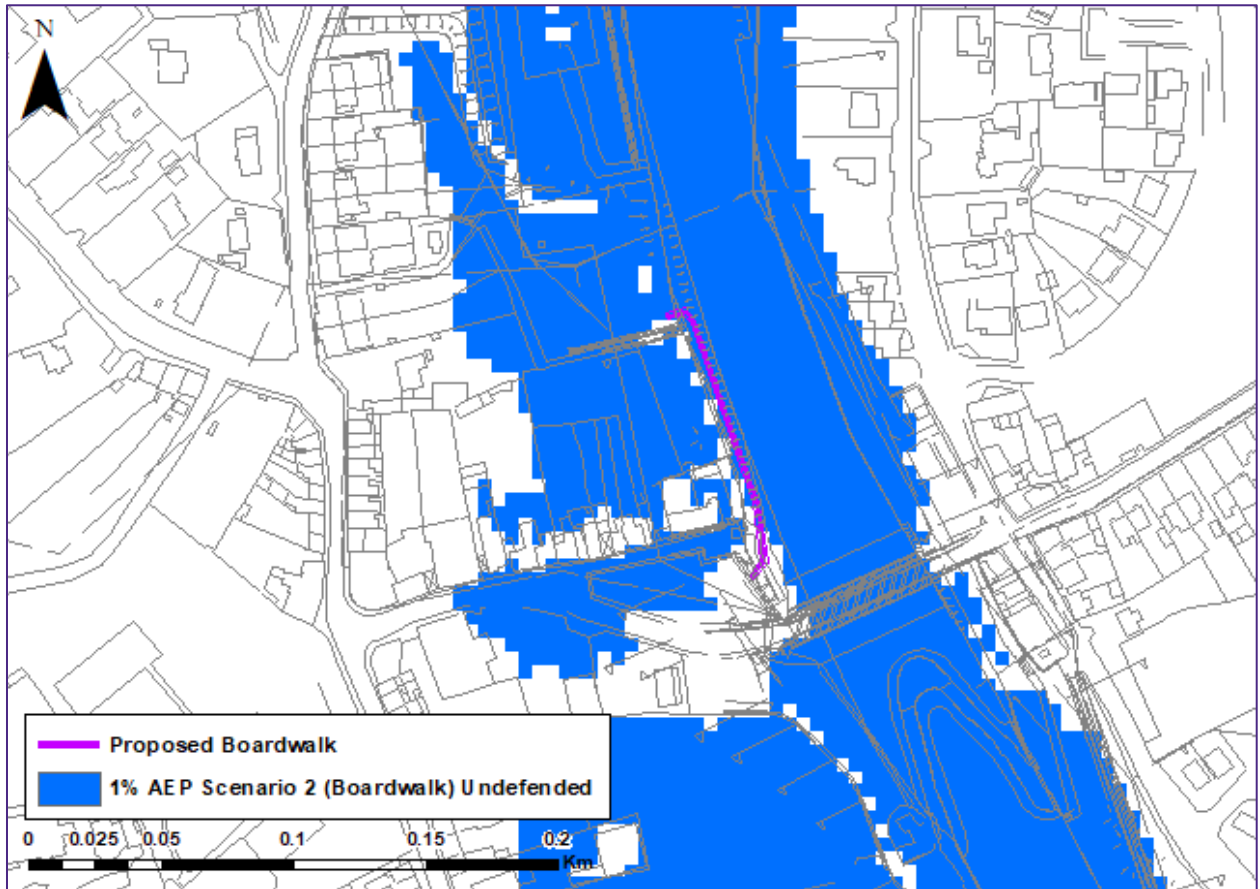 N
Proposed Boardwalk
1% AEP Scenario 2 (Boardwalk) Undefended
0 0.025 0.05 0.1 0.15 0.2
Km